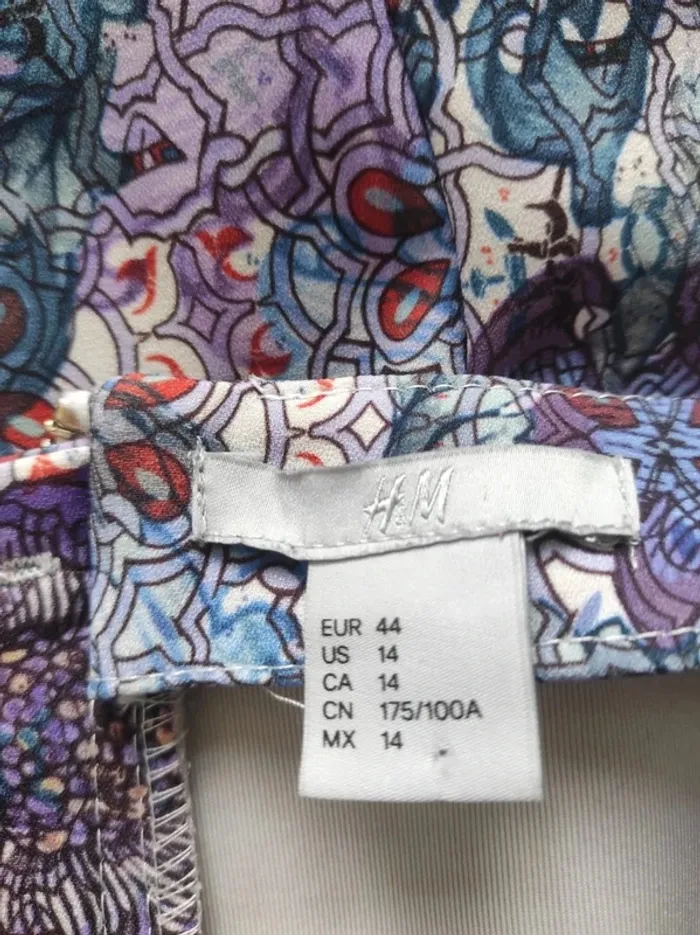 H&M
EUR 44
US 14
CA 14
CN 175/100A
MX 14